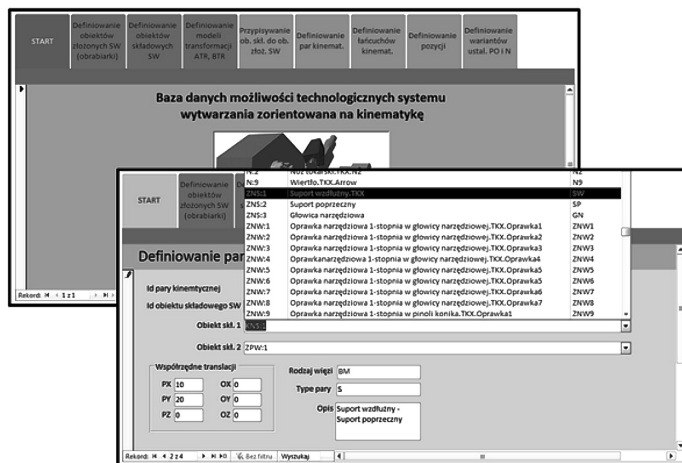 START
Definiowanie obiektów złożonych SW (obrabiarki)
Definiowanie obiektów składowych SW
Definiowanie modeli transformacji ATR, BTR
Przypisywanie ob. skł. do ob. złoż. SW
Definiowanie par kinemat.
Definiowanie łańcuchów kinemat.
Definiowanie pozycji
Definiowanie wariantów ustal. PO i N
Baza danych możliwości technologicznych systemu
wytwarzania zorientowana na kinematykę
Rekord: 1 z 1
START
Definiowanie obiektów złożonych SW (obrabiarki)
Definiowanie par
N:2 Nóż tokarski.TKX.N2 N2
N:9 Wiertło.TKX.Arrow N9
ZNS:1 Suport wzdłużny.TKX SW
ZNS:2 Suport poprzeczny SP
ZNS:3 Głowica narzędziowa GN
ZNW:1 Oprawka narzędziowa 1-stopnia w głowicy narzędziowej.TKX.Oprawka1 ZNW1
ZNW:2 Oprawka narzędziowa 1-stopnia w głowicy narzędziowej.TKX.Oprawka2 ZNW2
ZNW:3 Oprawka narzędziowa 1-stopnia w głowicy narzędziowej.TKX.Oprawka3 ZNW3
ZNW:4 Oprawkanarzędziowa 1-stopnia w głowicy narzędziowej.TKX.Oprawka4 ZNW4
ZNW:5 Oprawka narzędziowa 1-stopnia w głowicy narzędziowej.TKX.Oprawka5 ZNW5
ZNW:6 Oprawka narzędziowa 1-stopnia w głowicy narzędziowej.TKX.Oprawka5 ZNW6
ZNW:7 Oprawka narzędziowa 1-stopnia w głowicy narzędziowej.TKX.Oprawka6 ZNW7
ZNW:8 Oprawka narzędziowa 1-stopnia w głowicy narzędziowej.TKX.Oprawka7 ZNW8
ZNW:9 Oprawka narzędziowa 1-stopnia w pinoli konika.TKX.Oprawka1 ZNW9
Id pary kinemtycznej
Id obiektu składowego SW
Obiekt skł. 1
Obiekt skł. 2 ZPW:1
Współrzędne translacji
PX 10 OX 0
PY 20 OY 0
PZ 0 OZ 0
Rodzaj więzi BM
Type pary S
Opis Suport wzdłużny -
Suport poprzeczny
Rekord: 2 z 4 Bez filtru Wyszukaj